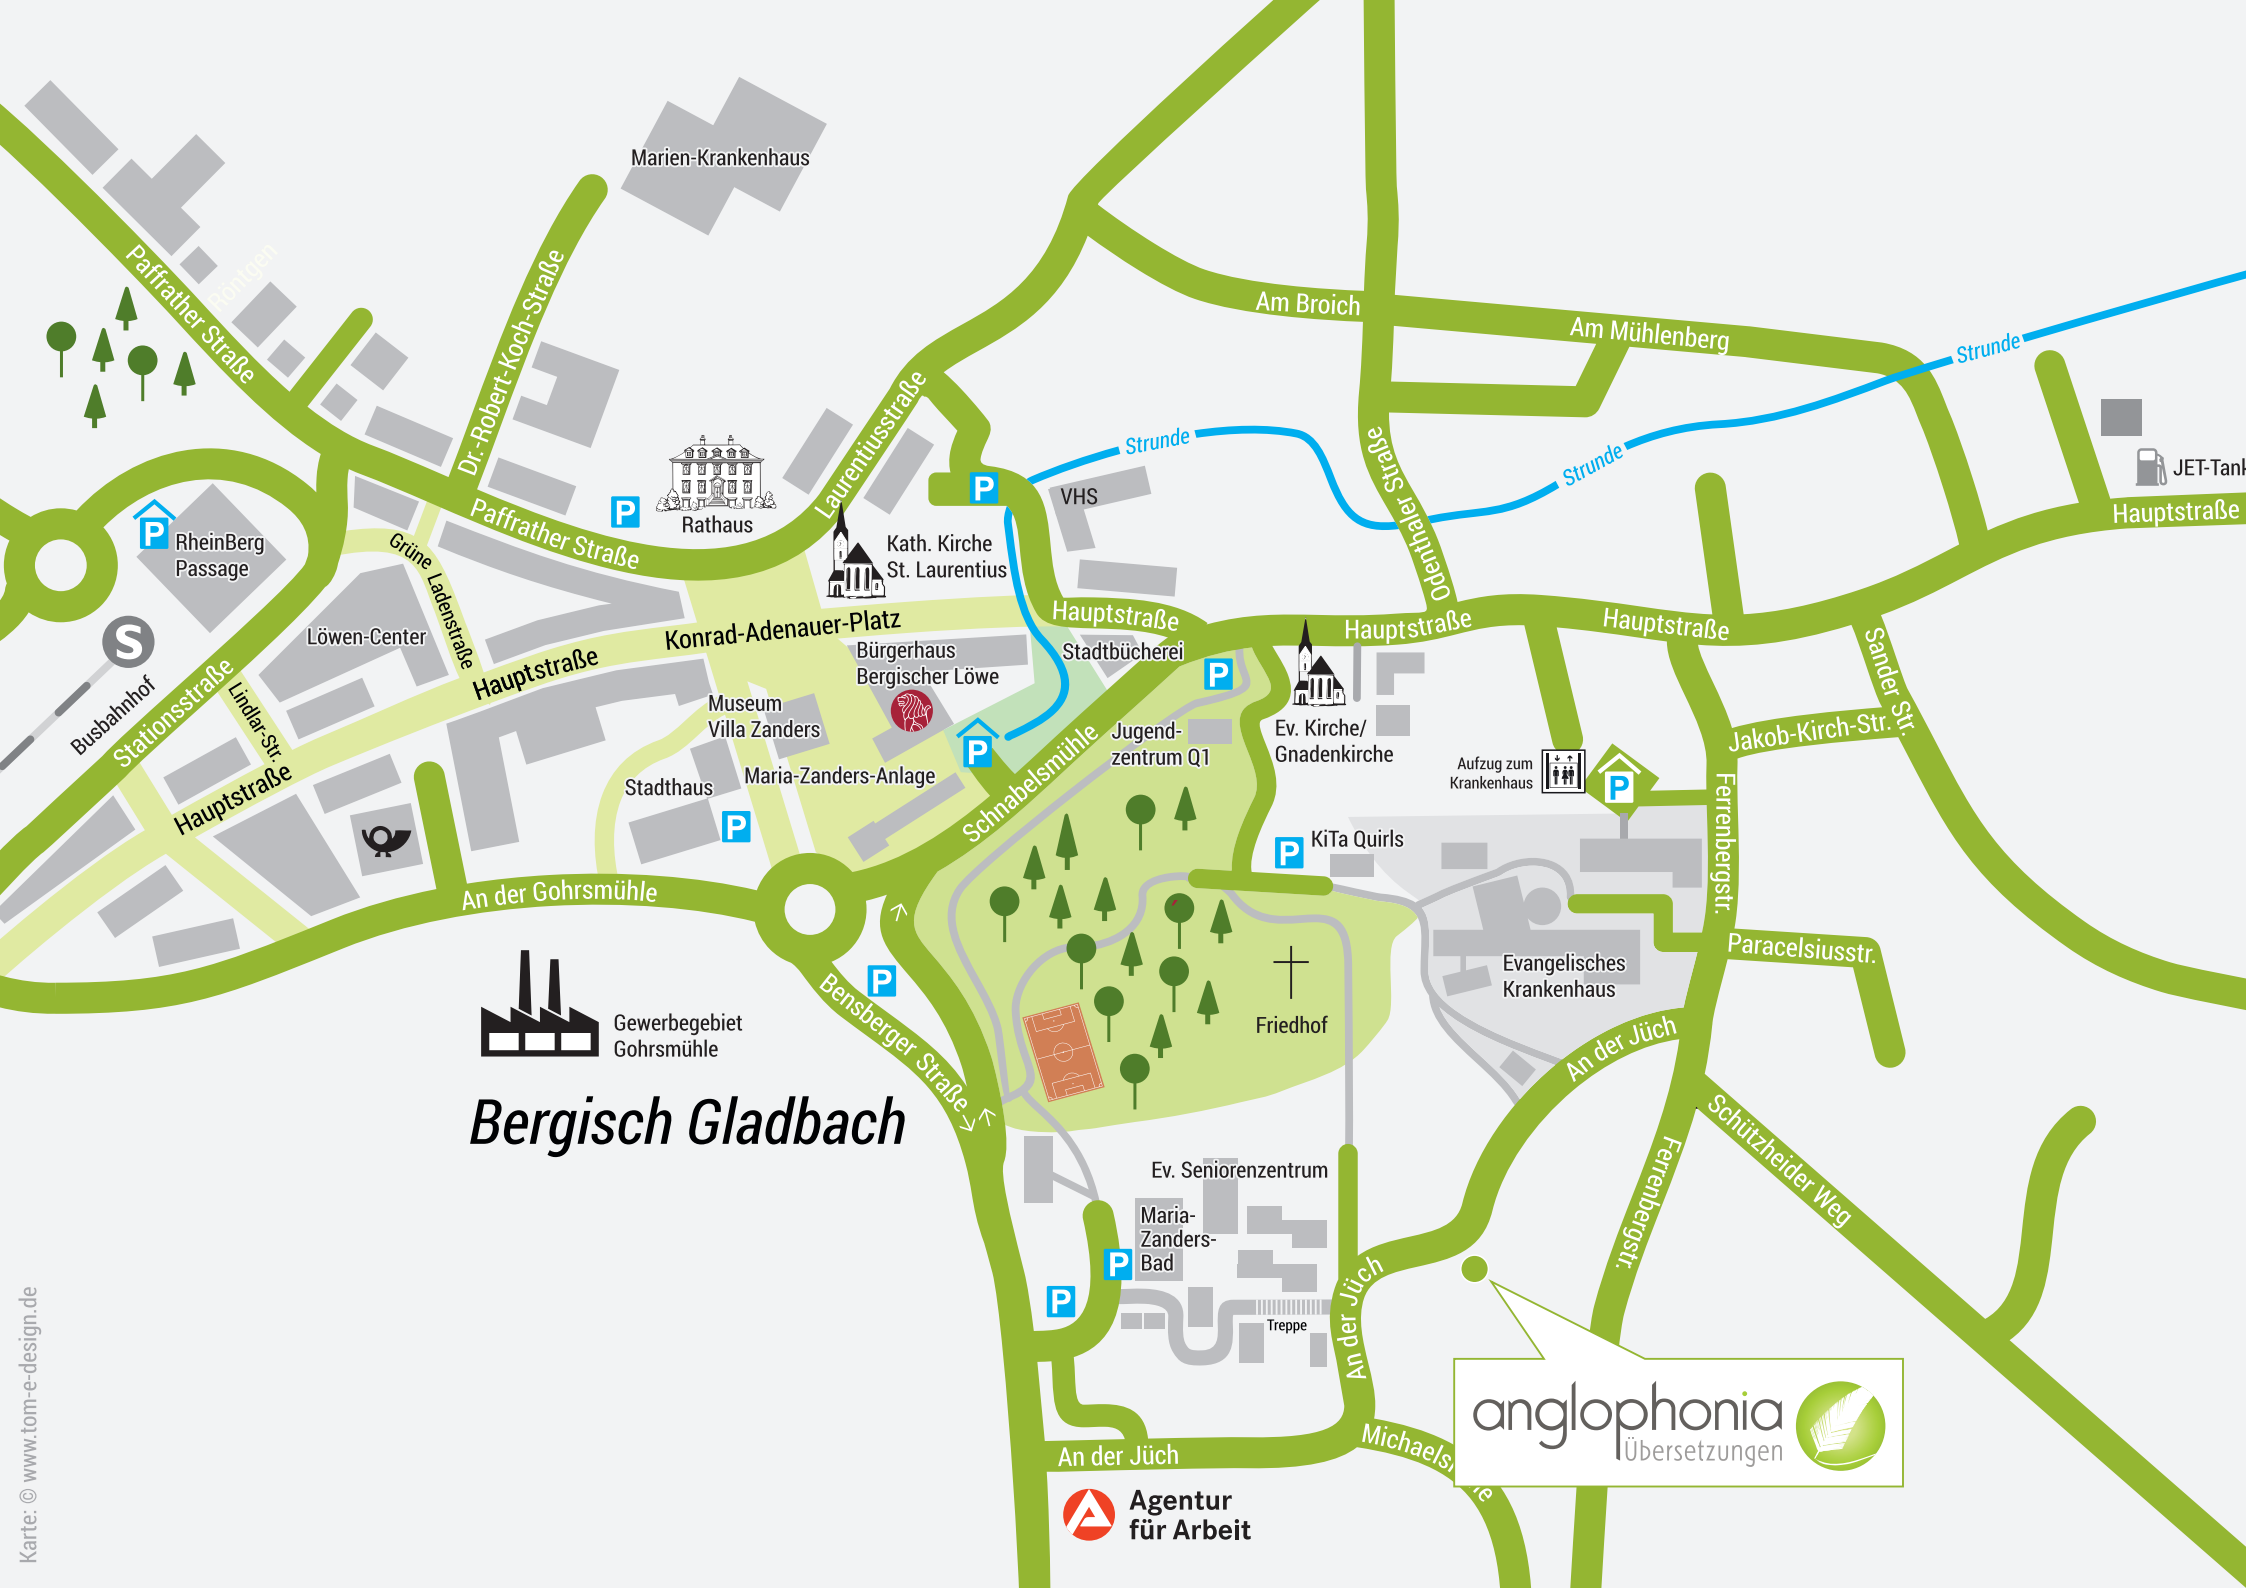 Marien-Krankenhaus
Paffrather Straße
Röntgen
Dr.-Robert-Koch-Straße
Am Broich
Am Mühlenberg
Strunde
Strunde
Strunde
Laurentiusstraße
Odenthaler Straße
JET-Tank
Hauptstraße
P
P
P
VHS
Rathaus
Paffrather Straße
RheinBerg
Passage
Grüne
Ladenstraße
Kath. Kirche
St. Laurentius
S
Busbahnhof
Stationsstraße
Löwen-Center
Lindlar-Str.
Hauptstraße
Hauptstraße
Konrad-Adenauer-Platz
Hauptstraße
Hauptstraße
Hauptstraße
Bürgerhaus
Bergischer Löwe
Stadtbücherei
P
Sander Str.
Jakob-Kirch-Str.
Museum
Villa Zanders
P
Jugend-
zentrum Q1
Ev. Kirche/
Gnadenkirche
Maria-Zanders-Anlage
Schnabelsmühle
Stadthaus
P
Aufzug zum
Krankenhaus
P
Ferrenbergstr.
P
KiTa Quirls
An der Gohrsmühle
P
Bensberger Straße
Friedhof
Evangelisches
Krankenhaus
Paracelsiusstr.
Gewerbegebiet
Gohrsmühle
Bergisch Gladbach
An der Jüch
Schützheider Weg
Ferrenbergstr.
Ev. Seniorenzentrum
Maria-
Zanders-
Bad
P
P
Treppe
An der Jüch
anglophonia
Übersetzungen
An der Jüch
Agentur
für Arbeit
Karte: © www.tom-e-design.de